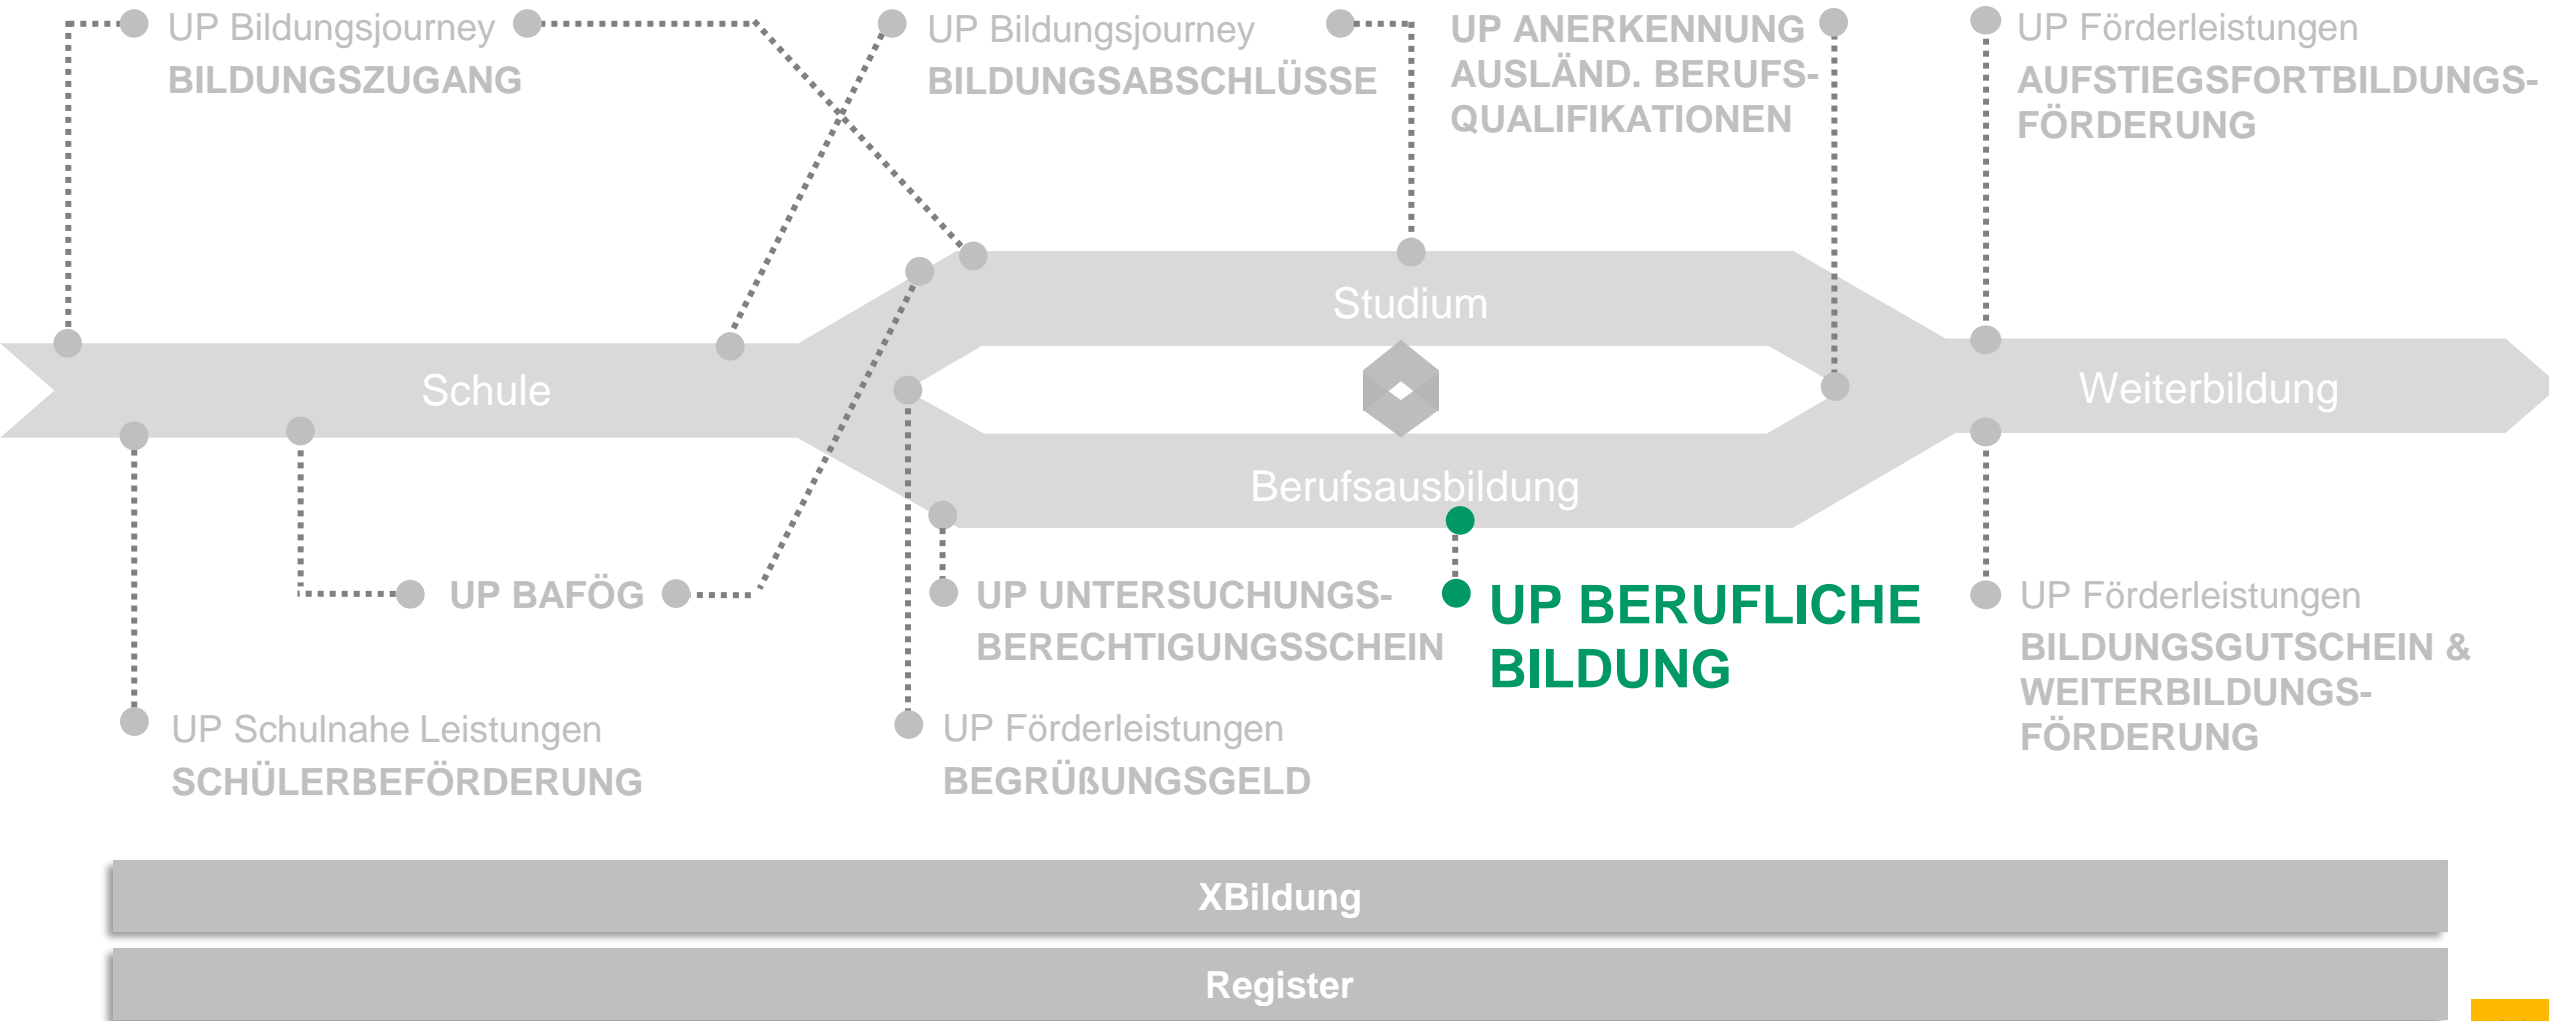 UP Bildungsjourney
BILDUNGSZUGANG
UP Bildungsjourney
BILDUNGSABSCHLÜSSE
UP ANERKENNUNG
AUSLÄND. BERUFS-
QUALIFIKATIONEN
UP Förderleistungen
AUFSTIEGSFORTBILDUNGS-
FÖRDERUNG
Studium
Schule
Weiterbildung
Berufsausbildung
UP BAFÖG
UP UNTERSUCHUNGS-
BERECHTIGUNGSSCHEIN
UP BERUFLICHE
BILDUNG
UP Förderleistungen
BILDUNGSGUTSCHEIN &
WEITERBILDUNGS-
FÖRDERUNG
UP Schulnahe Leistungen
SCHÜLERBEFÖRDERUNG
UP Förderleistungen
BEGRÜßUNGSGELD
XBildung
Register